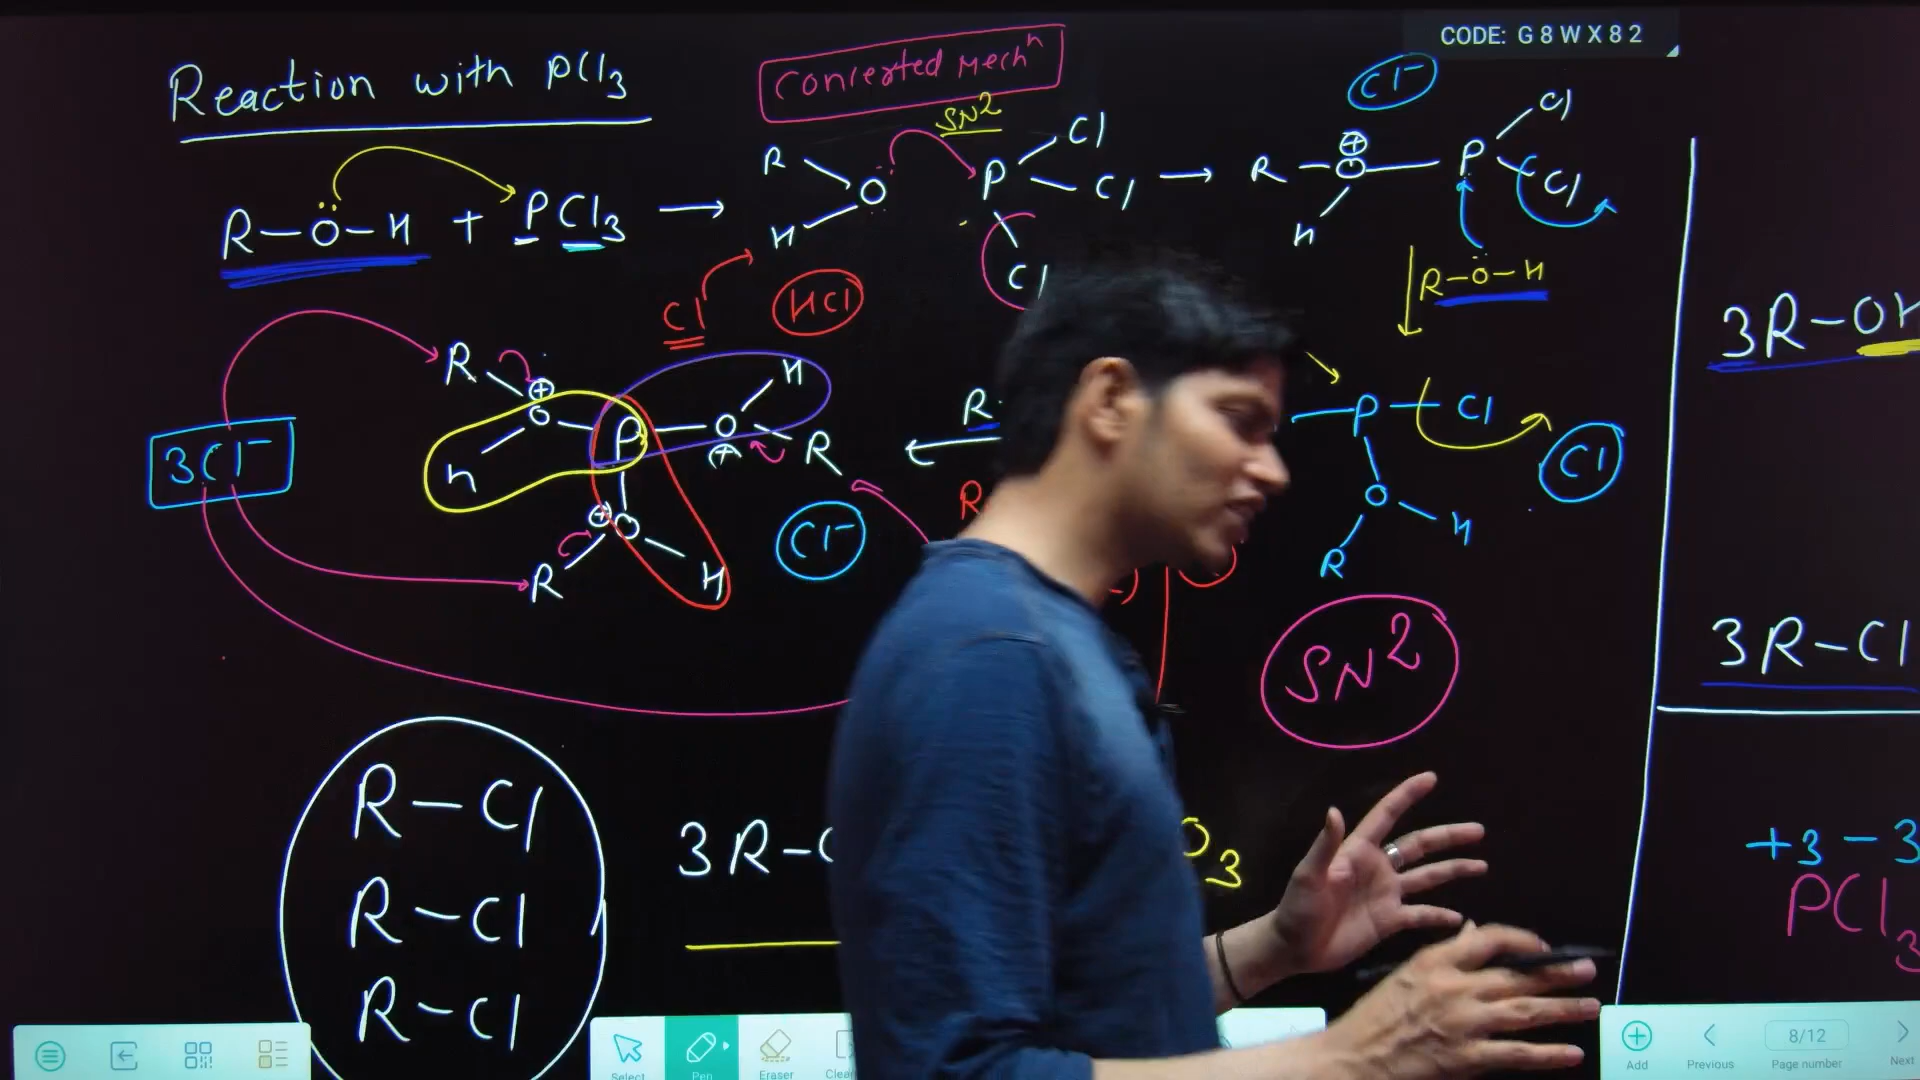 CODE: G8WX82
Reaction with PCl3
Concerted Mechn
SN2
Cl-
R-Ö-H + PCl3 →
R
H
O
P
Cl
Cl
Cl
→
R-O-P
⊕
H
Cl
Cl
R-Ö-H
Cl
HCl
3Cl-
R
⊕
O
H
P
O
⊕
H
R
⊕
O
R
H
Cl-
R
R
P-Cl
Cl
O-H
R
SN2
3R-OH
3R-Cl
R-Cl
R-Cl
R-Cl
3R-
O3
+3 -3
PCl3
Select
Pen
Eraser
Add
Previous
8/12
Page number
Next